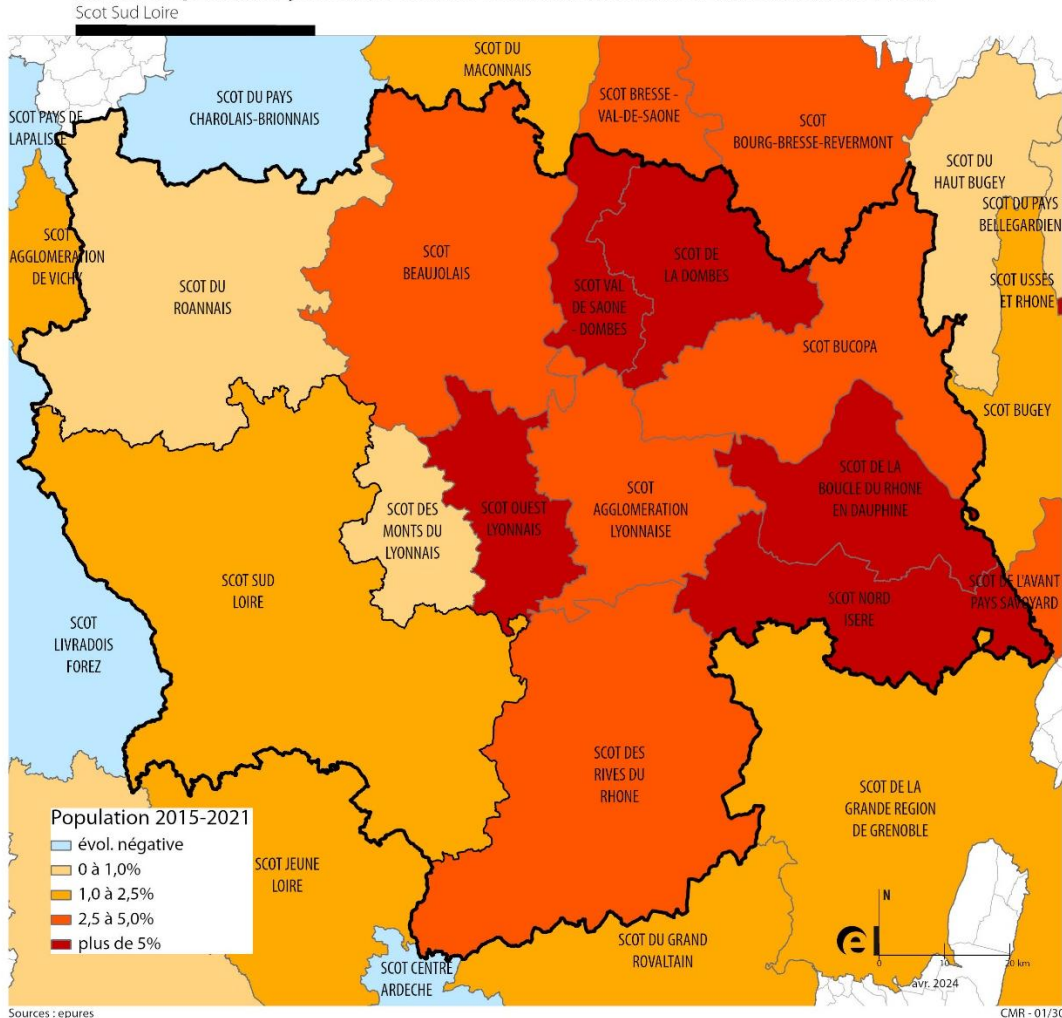 Scot Sud Loire
SCOT DU
MACONNAIS
SCOT DU PAYS
CHAROLAIS-BRIONNAIS
SCOT PAYS DE
LAPALISSE
SCOT BRESSE -
VAL-DE-SAONE
SCOT
BOURG-BRESSE-REVERMONT
SCOT DU
HAUT BUGEY
SCOT DU PAYS
BELLEGARDIEN
SCOT
AGGLOMERATION
DE VICHY
SCOT
BEAUJOLAIS
SCOT DE
LA DOMBES
SCOT USSES
ET RHONE
SCOT DU
ROANNAIS
SCOT VAL
DE SAONE
- DOMBES
SCOT BUCOPA
SCOT BUGEY
SCOT DE LA
BOUCLE DU RHONE
EN DAUPHINE
SCOT DES
MONTS DU
LYONNAIS
SCOT OUEST
LYONNAIS
SCOT
AGGLOMERATION
LYONNAISE
SCOT SUD
LOIRE
SCOT NORD
ISERE
SCOT DE L'AVANT
PAYS SAVOYARD
SCOT
LIVRADOIS
FOREZ
SCOT DES
RIVES DU
RHONE
SCOT DE LA
GRANDE REGION
DE GRENOBLE
Population 2015-2021
évol. négative
0 à 1,0%
1,0 à 2,5%
2,5 à 5,0%
plus de 5%
SCOT JEUNE
LOIRE
SCOT DU GRAND
ROVALTAIN
SCOT CENTRE
ARDECHE
N
0 10 20 km
avr. 2024
Sources : epures
CMR - 01/30